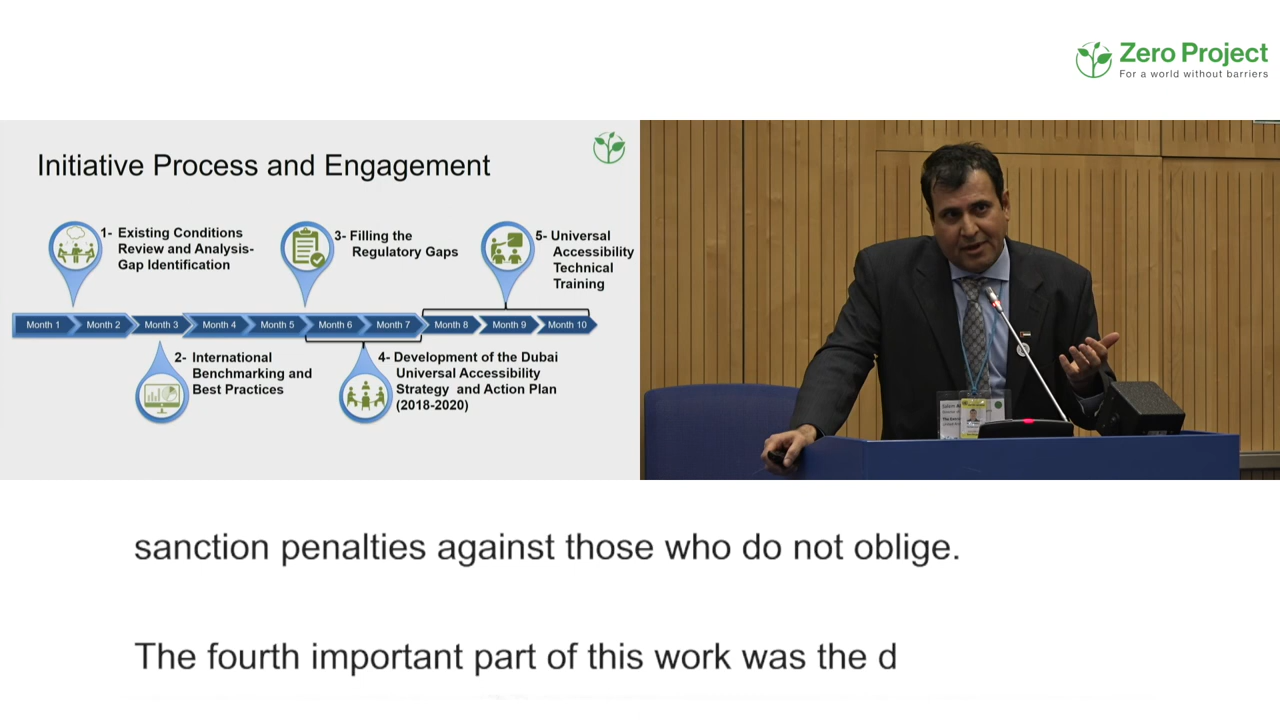 Zero Project
For a world without barriers
Initiative Process and Engagement
1- Existing Conditions
Review and Analysis-
Gap Identification
3- Filling the
Regulatory Gaps
5- Universal
Accessibility
Technical
Training
Month 1
Month 2
Month 3
Month 4
Month 5
Month 6
Month 7
Month 8
Month 9
Month 10
2- International
Benchmarking and
Best Practices
4- Development of the Dubai
Universal Accessibility
Strategy and Action Plan
(2018-2020)
sanction penalties against those who do not oblige.
The fourth important part of this work was the d